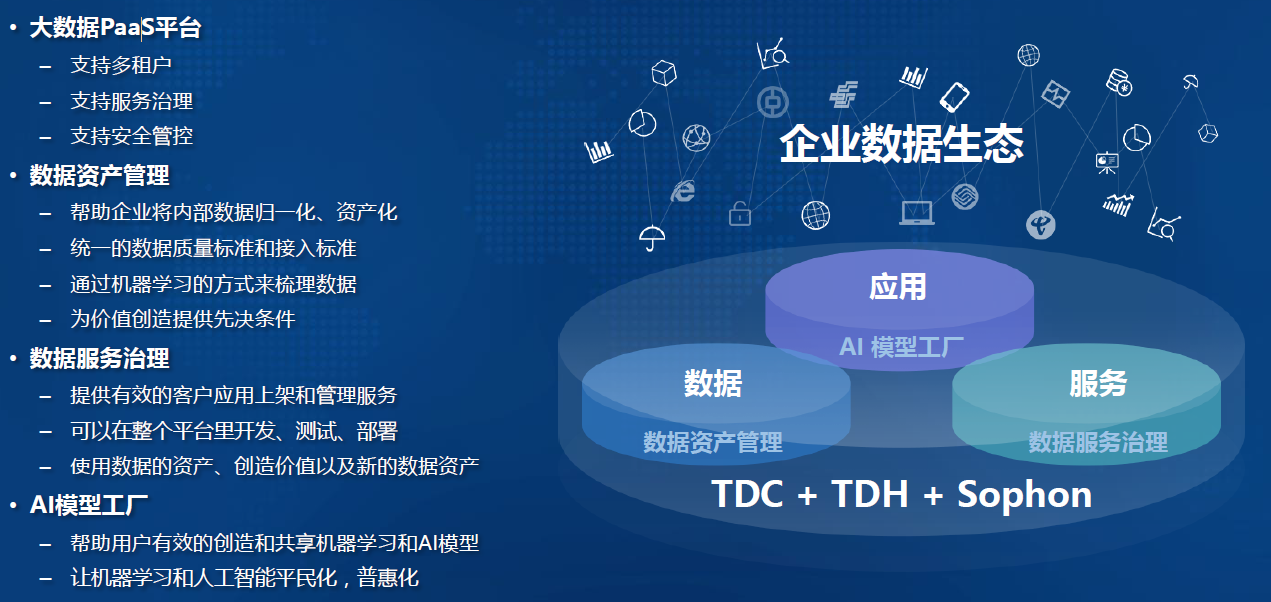 • 大数据PaaS平台
– 支持多租户
– 支持服务治理
– 支持安全管控
• 数据资产管理
– 帮助企业将内部数据归一化、资产化
– 统一的数据质量标准和接入标准
– 通过机器学习的方式来梳理数据
– 为价值创造提供先决条件
• 数据服务治理
– 提供有效的客户应用上架和管理服务
– 可以在整个平台里开发、测试、部署
– 使用数据的资产、创造价值以及新的数据资产
• AI模型工厂
– 帮助用户有效的创造和共享机器学习和AI模型
– 让机器学习和人工智能平民化，普惠化
企业数据生态
应用
AI 模型工厂
数据
数据资产管理
服务
数据服务治理
TDC + TDH + Sophon